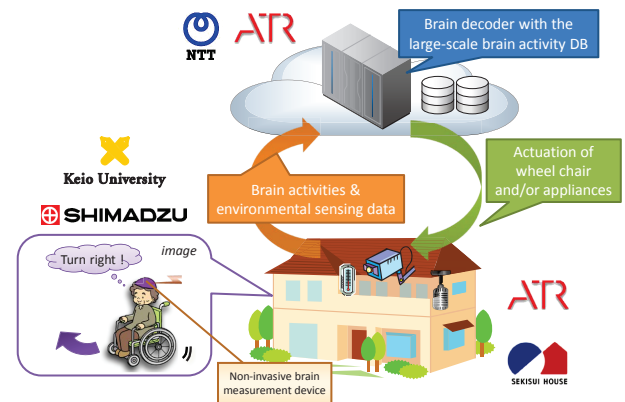 NTT
ATR
Brain decoder with the
large-scale brain activity DB
Keio University
SHIMADZU
Brain activities &
environmental sensing data
Actuation of
wheel chair
and/or appliances
Turn right !
image
Non-invasive brain
measurement device
ATR
SEKISUI HOUSE